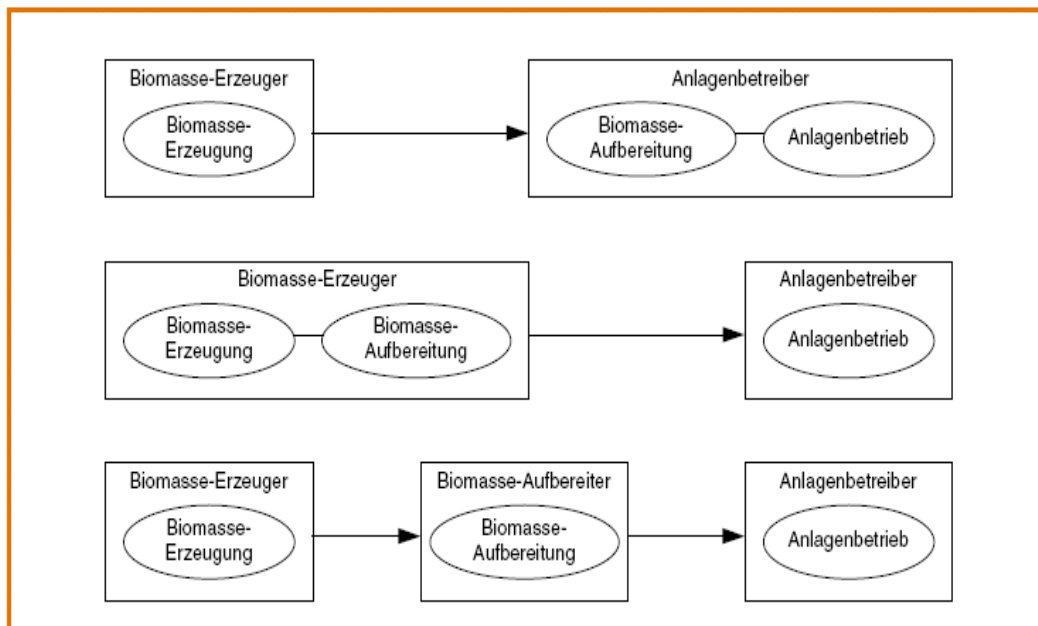 Biomasse-Erzeuger
Biomasse-
Erzeugung
Anlagenbetreiber
Biomasse-
Aufbereitung
Anlagenbetrieb
Biomasse-Erzeuger
Biomasse-
Erzeugung
Biomasse-
Aufbereitung
Anlagenbetreiber
Anlagenbetrieb
Biomasse-Erzeuger
Biomasse-
Erzeugung
Biomasse-Aufbereiter
Biomasse-
Aufbereitung
Anlagenbetreiber
Anlagenbetrieb